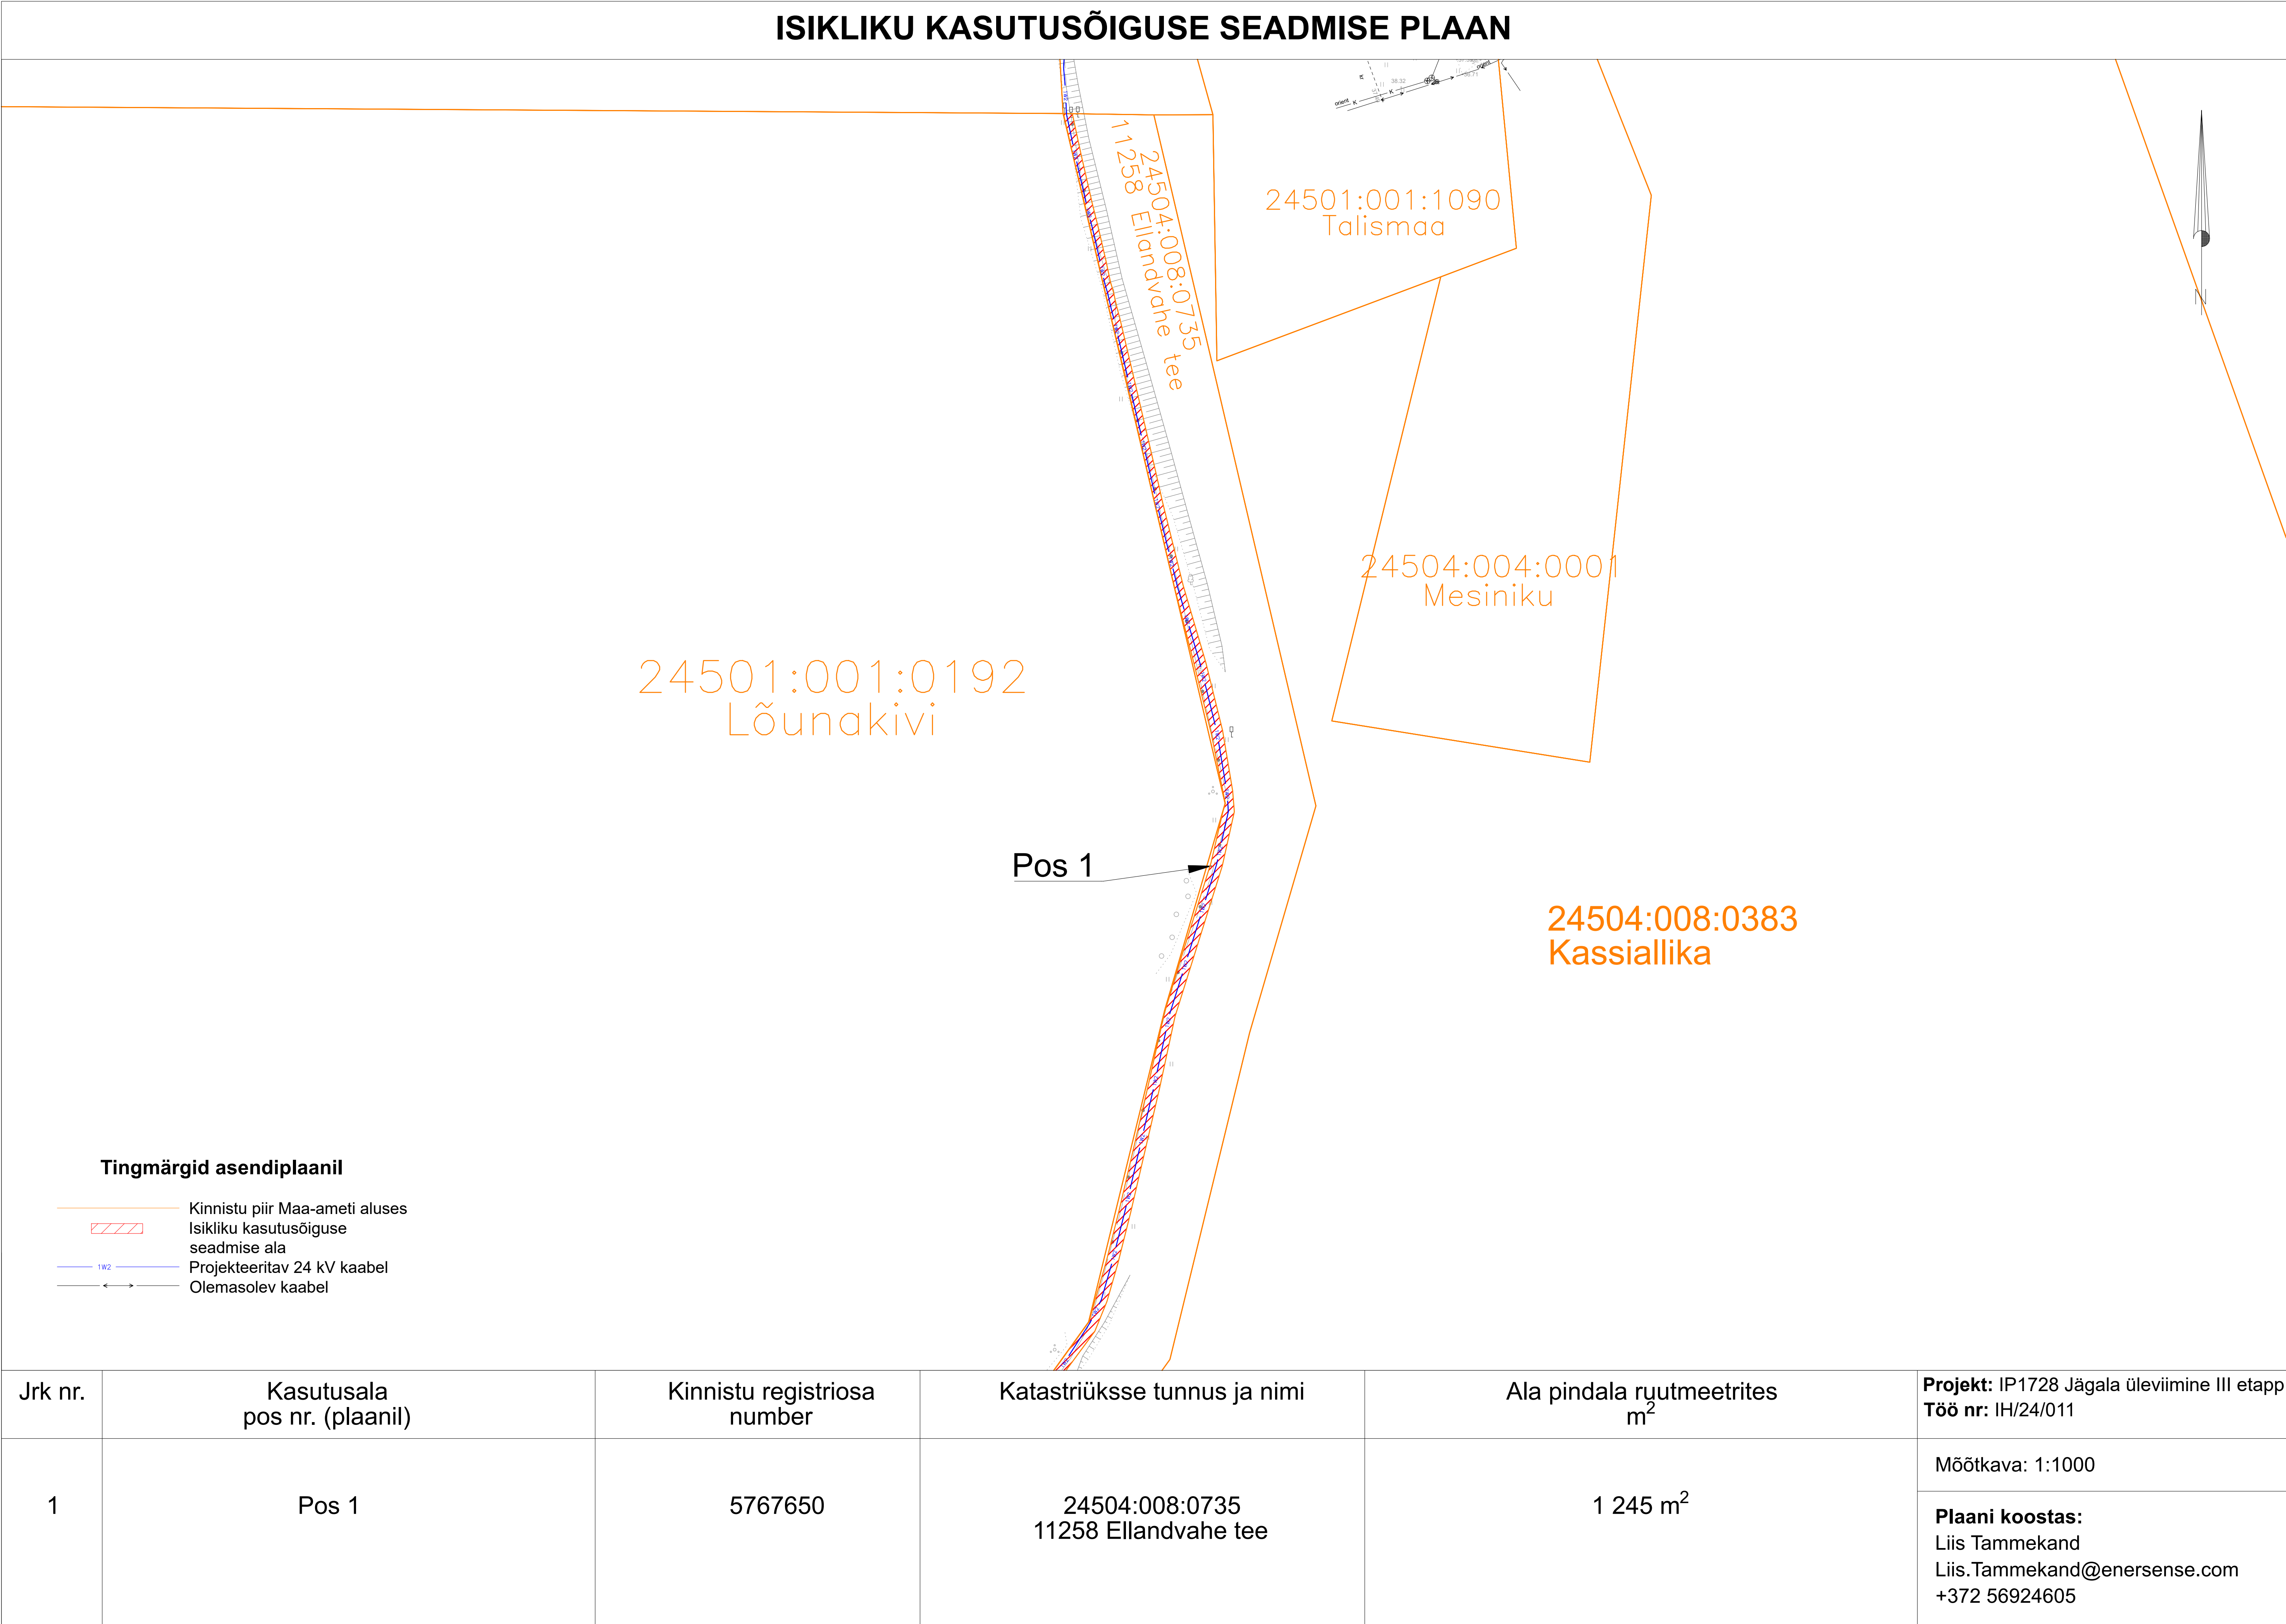 ISIKLIKU KASUTUSÕIGUSE SEADMISE PLAAN
orient
K
K
orient
38.32
24504:008:0735
11258 Ellandvahe tee
24501:001:1090
Talismaa
N
24504:004:0001
Mesiniku
24501:001:0192
Lõunakivi
Pos 1
24504:008:0383
Kassiallika
Tingmärgid asendiplaanil
Kinnistu piir Maa-ameti aluses
Isikliku kasutusõiguse
seadmise ala
1W2
Projekteeritav 24 kV kaabel
Olemasolev kaabel
Jrk nr.
Kasutusala
pos nr. (plaanil)
Kinnistu registriosa
number
Katastriüksse tunnus ja nimi
Ala pindala ruutmeetrites
m2
Projekt: IP1728 Jägala üleviimine III etapp
Töö nr: IH/24/011
Mõõtkava: 1:1000
1
Pos 1
5767650
24504:008:0735
11258 Ellandvahe tee
1 245 m2
Plaani koostas:
Liis Tammekand
Liis.Tammekand@enersense.com
+372 56924605